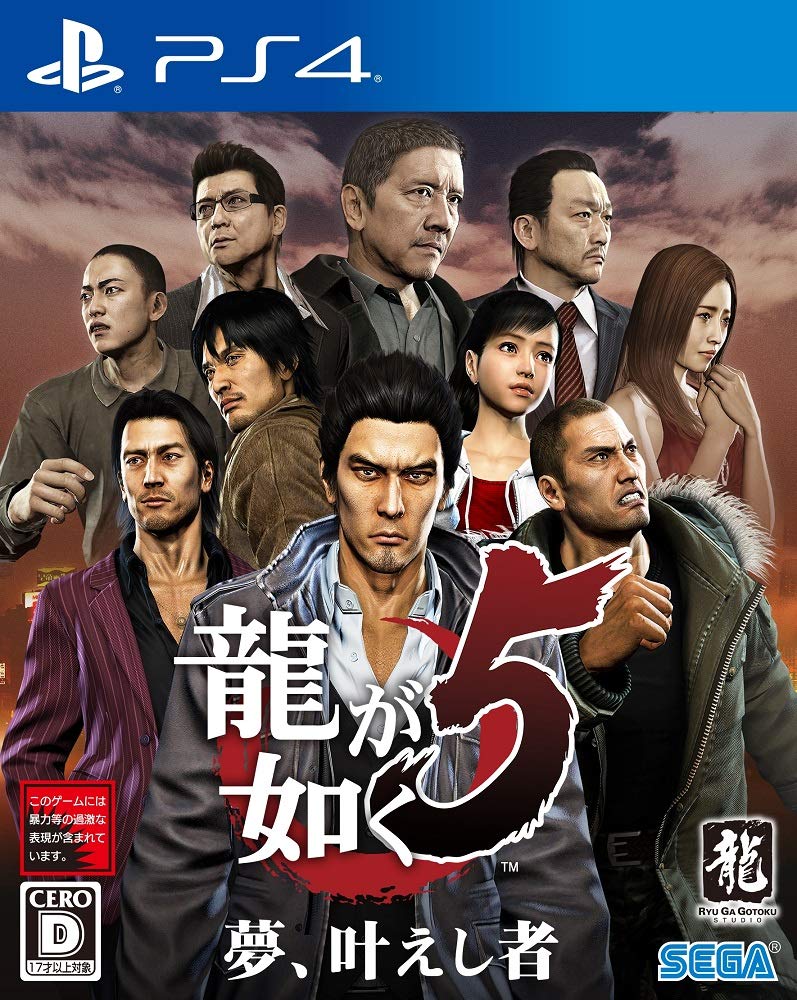 PS4
龍が
如く5
™
このゲームには
暴力等の過激な
表現が含まれて
います。
CERO
D
17才以上対象
夢、叶えし者
龍
RYU GA GOTOKU
STUDIO
SEGA®